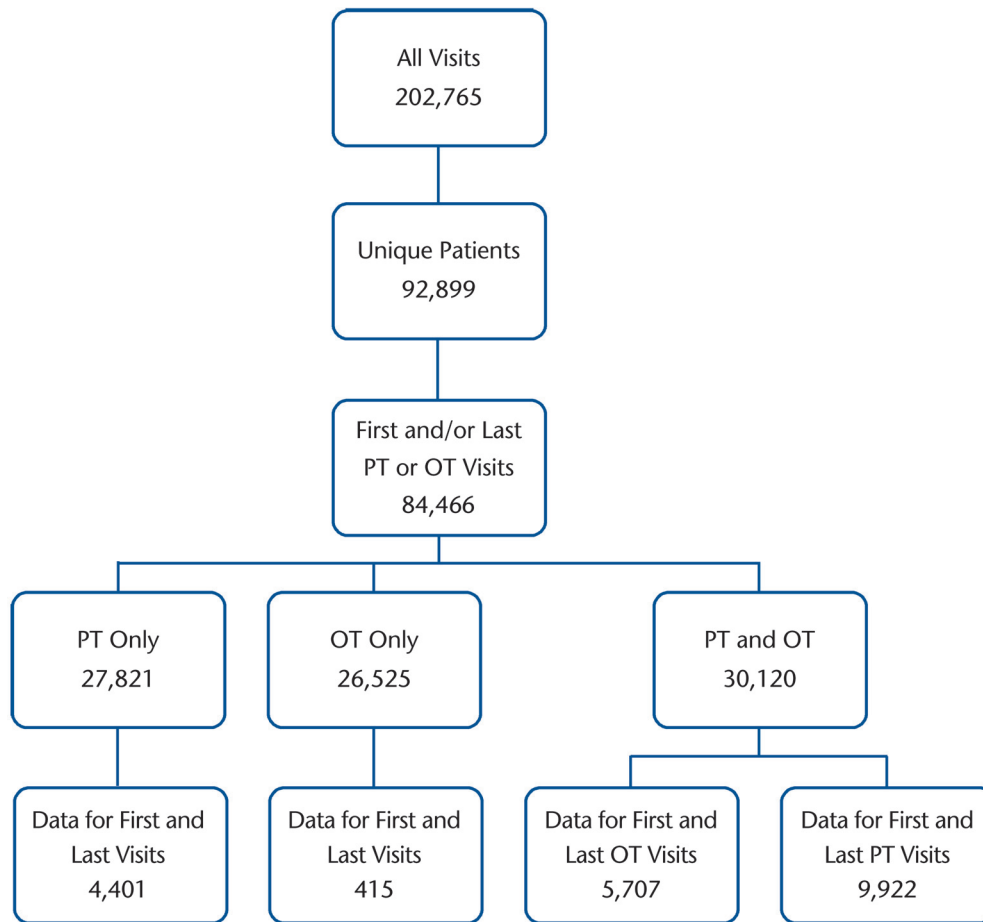 All Visits
202,765
Unique Patients
92,899
First and/or Last
PT or OT Visits
84,466
PT Only
27,821
OT Only
26,525
PT and OT
30,120
Data for First and
Last Visits
4,401
Data for First and
Last Visits
415
Data for First and
Last OT Visits
5,707
Data for First and
Last PT Visits
9,922